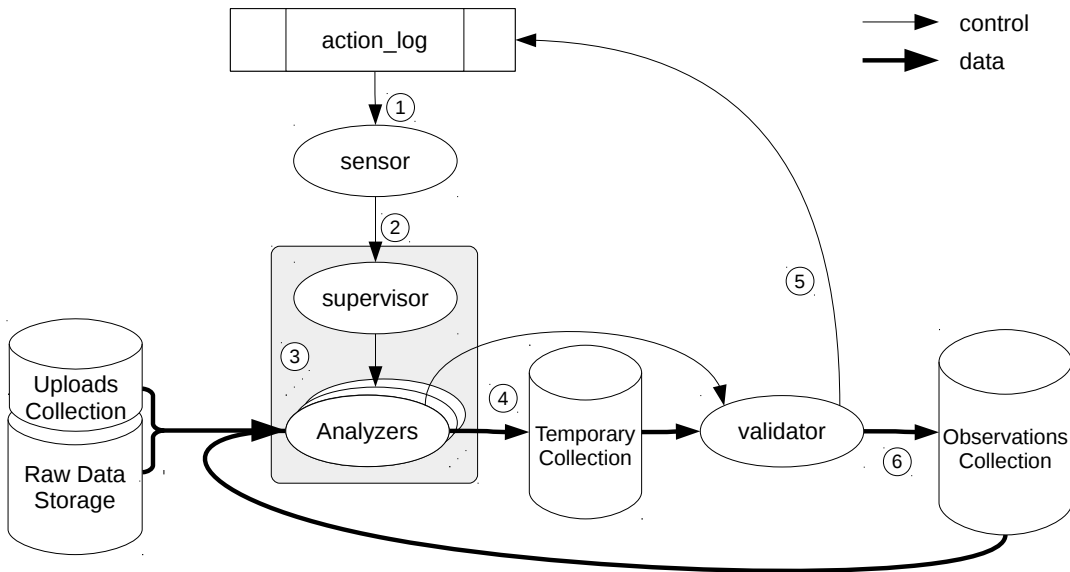 action_log
control
data
1
sensor
2
supervisor
5
3
Uploads
Collection
4
Analyzers
Temporary
Collection
validator
Observations
Collection
6
Raw Data
Storage